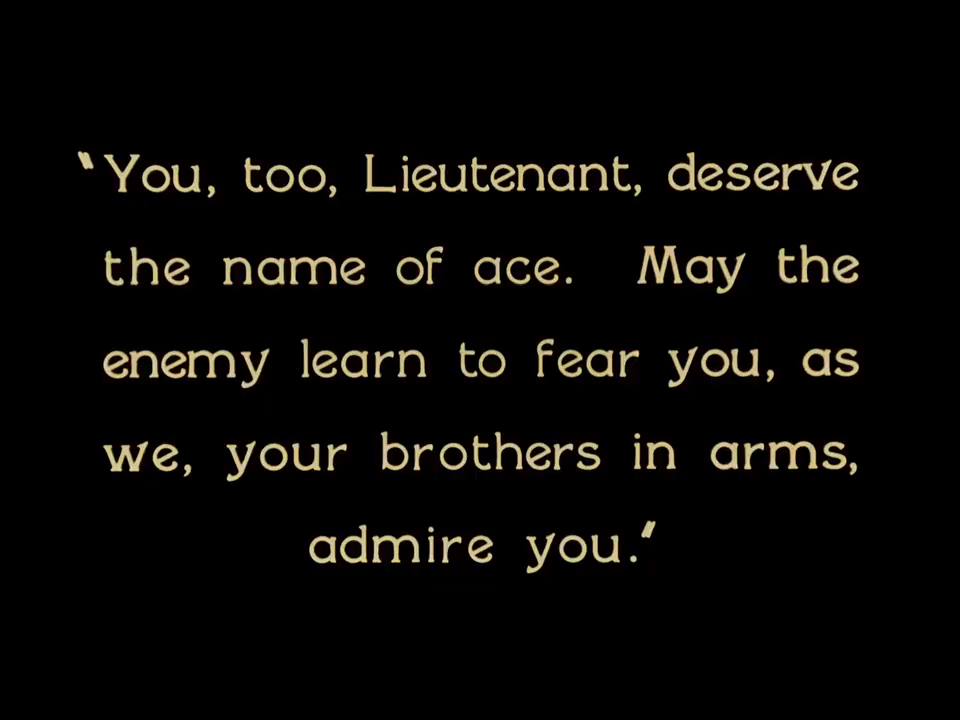 "You, too, Lieutenant, deserve
the name of ace. May the
enemy learn to fear you, as
we, your brothers in arms,
admire you."